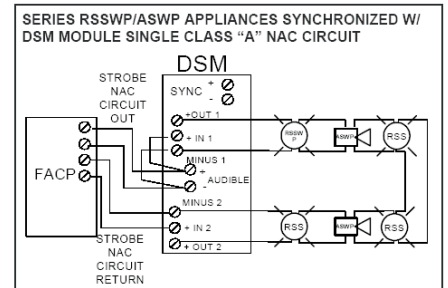 SERIES RSSWP/ASWP APPLIANCES SYNCHRONIZED W/
DSM MODULE SINGLE CLASS "A" NAC CIRCUIT
DSM
STROBE
NAC
CIRCUIT
OUT
SYNC + -
+OUT 1
+ IN 1
MINUS 1
+
AUDIBLE
-
MINUS 2
+ IN 2
+ OUT 2
FACP
STROBE
NAC
CIRCUIT
RETURN
RSSW
P
ASWP
RSS
RSS
ASWP
RSS